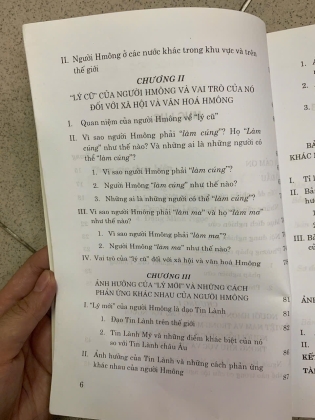 II. Người Hmông ở các nước khác trong khu vực và trên
thế giới
CHƯƠNG II
"LÝ CŨ" CỦA NGƯỜI HMÔNG VÀ VAI TRÒ CỦA NÓ
ĐỐI VỚI XÃ HỘI VÀ VĂN HOÁ HMÔNG
I. Quan niệm của người Hmông về "lý cũ"
II. Vì sao người Hmông phải "làm cúng"? Họ "làm
cúng" như thế nào? Và những ai là những người có
thể "làm cúng"?
1. Vì sao người Hmông phải "làm cúng"?
2. Người Hmông "làm cúng" như thế nào?
3. Những ai là những người có thể "làm cúng"?
III. Vì sao người Hmông phải "làm ma" và họ "làm ma"
như thế nào?
1. Vì sao người Hmông phải "làm ma"?
2. Người Hmông "làm ma" như thế nào?
IV. Vai trò của "lý cũ" đối với xã hội và văn hoá Hmông
CHƯƠNG III
ẢNH HƯỞNG CỦA "LÝ MỚI" VÀ NHỮNG CÁCH
PHẢN ỨNG KHÁC NHAU CỦA NGƯỜI HMÔNG 81
I. "Lý mới" của người Hmông là đạo Tin Lành 81
1. Đạo Tin Lành trên thế giới
2. Tin Lành Mỹ và những điểm khác biệt của nó
so với Tin Lành châu Âu 86
II. Ảnh hưởng của Tin Lành và những cách phản ứng
khác nhau của người Hmông 87
6